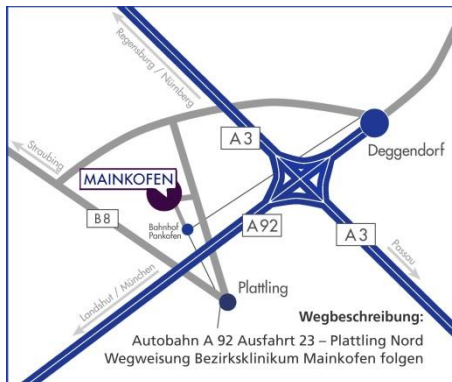 Regensburg / Nürnberg
Straubing
A3
Deggendorf
MAINKOFEN
B8
Bahnhof
Pankofen
A92
A3
Passau
Landshut / München
Plattling
Wegbeschreibung:
Autobahn A 92 Ausfahrt 23 – Plattling Nord
Wegweisung Bezirksklinikum Mainkofen folgen